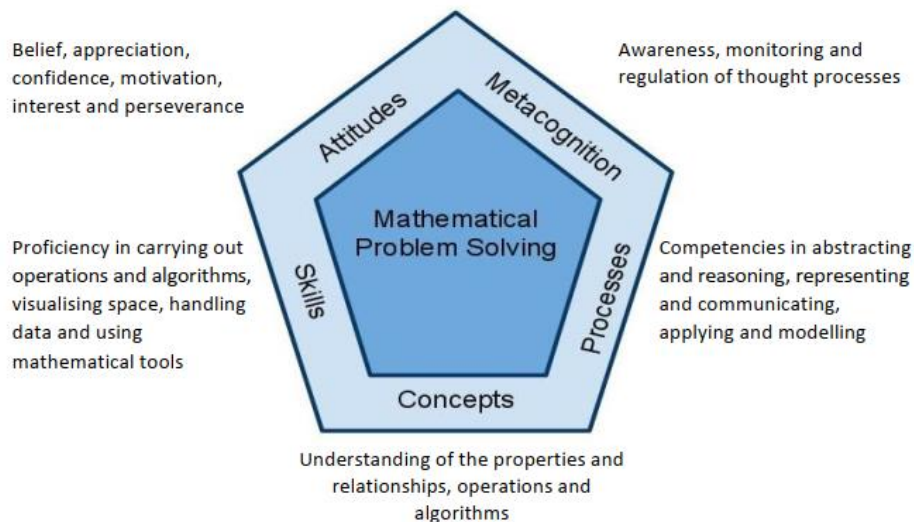 Belief, appreciation,
confidence, motivation,
interest and perseverance
Awareness, monitoring and
regulation of thought processes
Attitudes
Metacognition
Mathematical
Problem Solving
Proficiency in carrying out
operations and algorithms,
visualising space, handling
data and using
mathematical tools
Skills
Processes
Competencies in abstracting
and reasoning, representing
and communicating,
applying and modelling
Concepts
Understanding of the properties and
relationships, operations and
algorithms